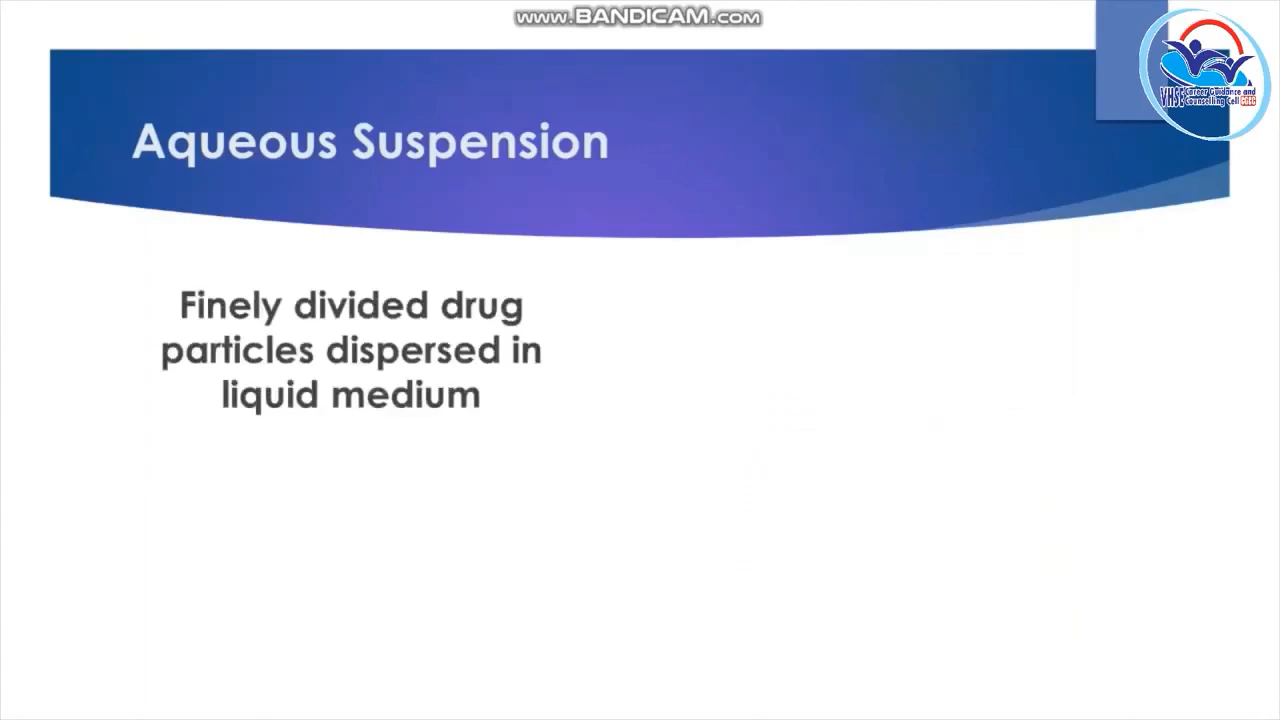 www.BANDICAM.com
Aqueous Suspension
VHSE Career Guidance and
Counselling Cell CGCC
Finely divided drug
particles dispersed in
liquid medium